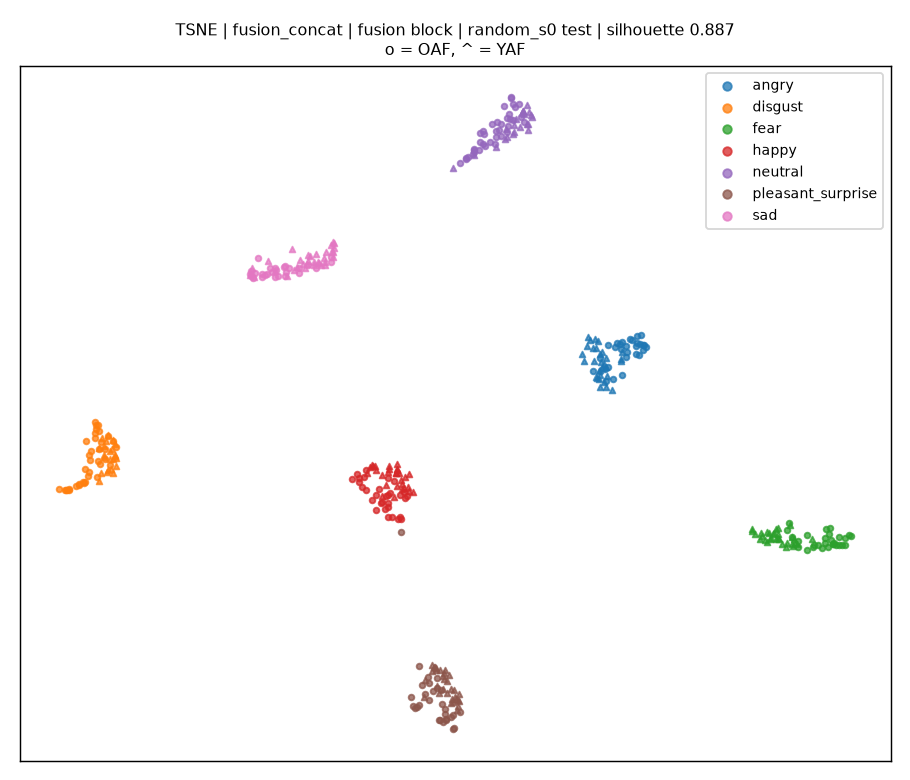 TSNE | fusion_concat | fusion block | random_s0 test | silhouette 0.887
o = OAF, ^ = YAF
angry
disgust
fear
happy
neutral
pleasant_surprise
sad